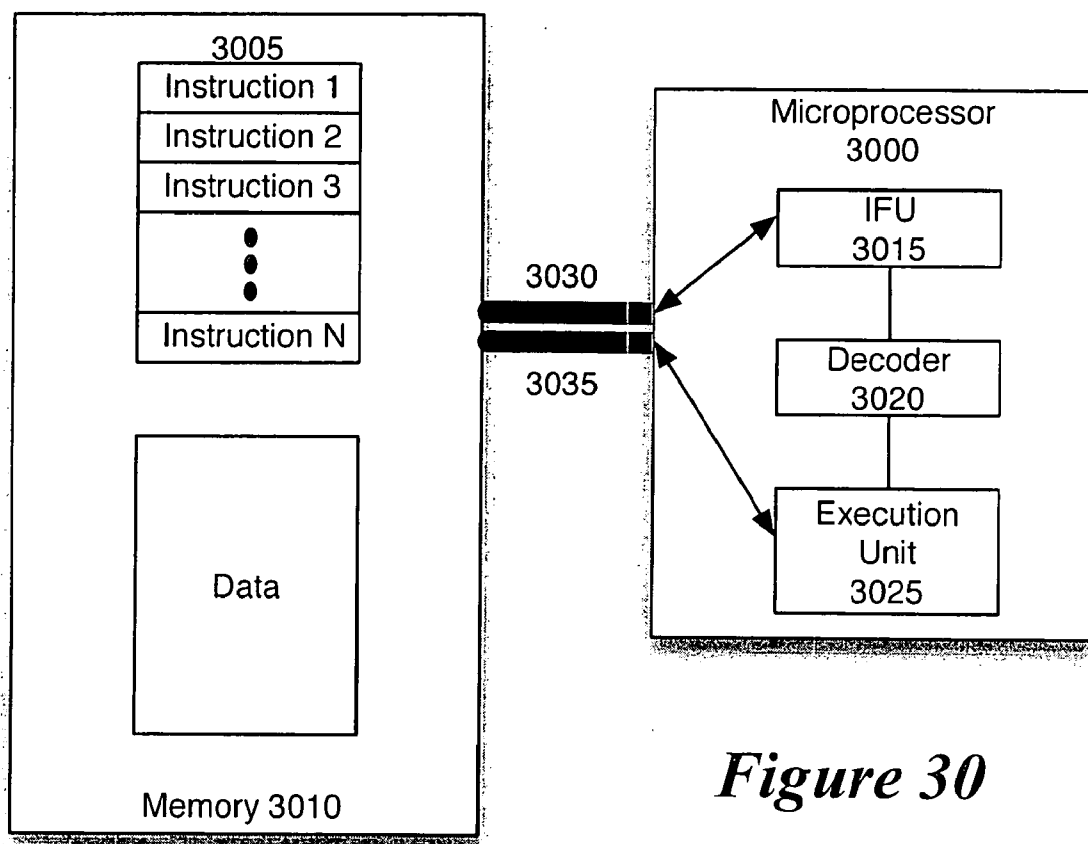 3005
Instruction 1
Instruction 2
Instruction 3
Instruction N
Data
Memory 3010
3030
3035
Microprocessor
3000
IFU
3015
Decoder
3020
Execution
Unit
3025
Figure 30